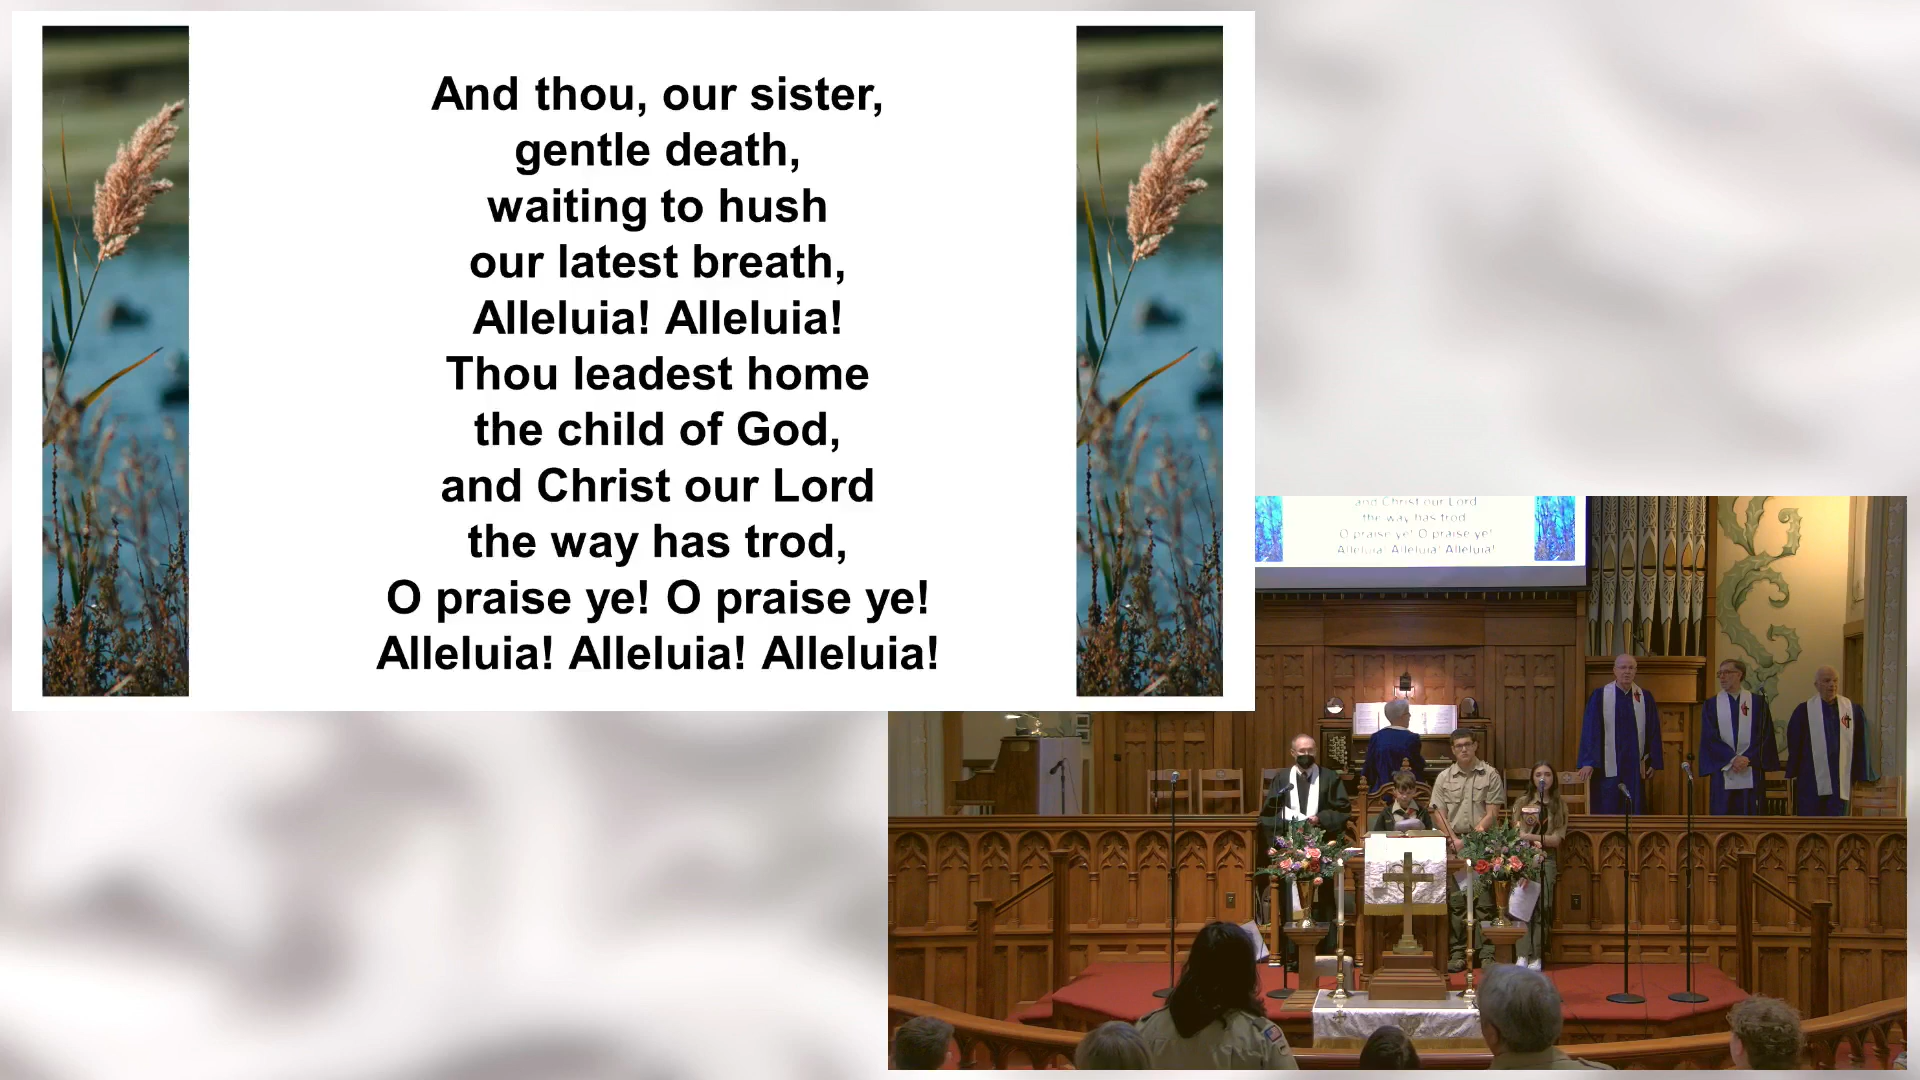 And thou, our sister,
gentle death,
waiting to hush
our latest breath,
Alleluia! Alleluia!
Thou leadest home
the child of God,
and Christ our Lord
the way has trod,
O praise ye! O praise ye!
Alleluia! Alleluia! Alleluia!
and Christ our Lord
the way has trod
O praise ye! O praise ye!
Alleluia! Alleluia! Alleluia!